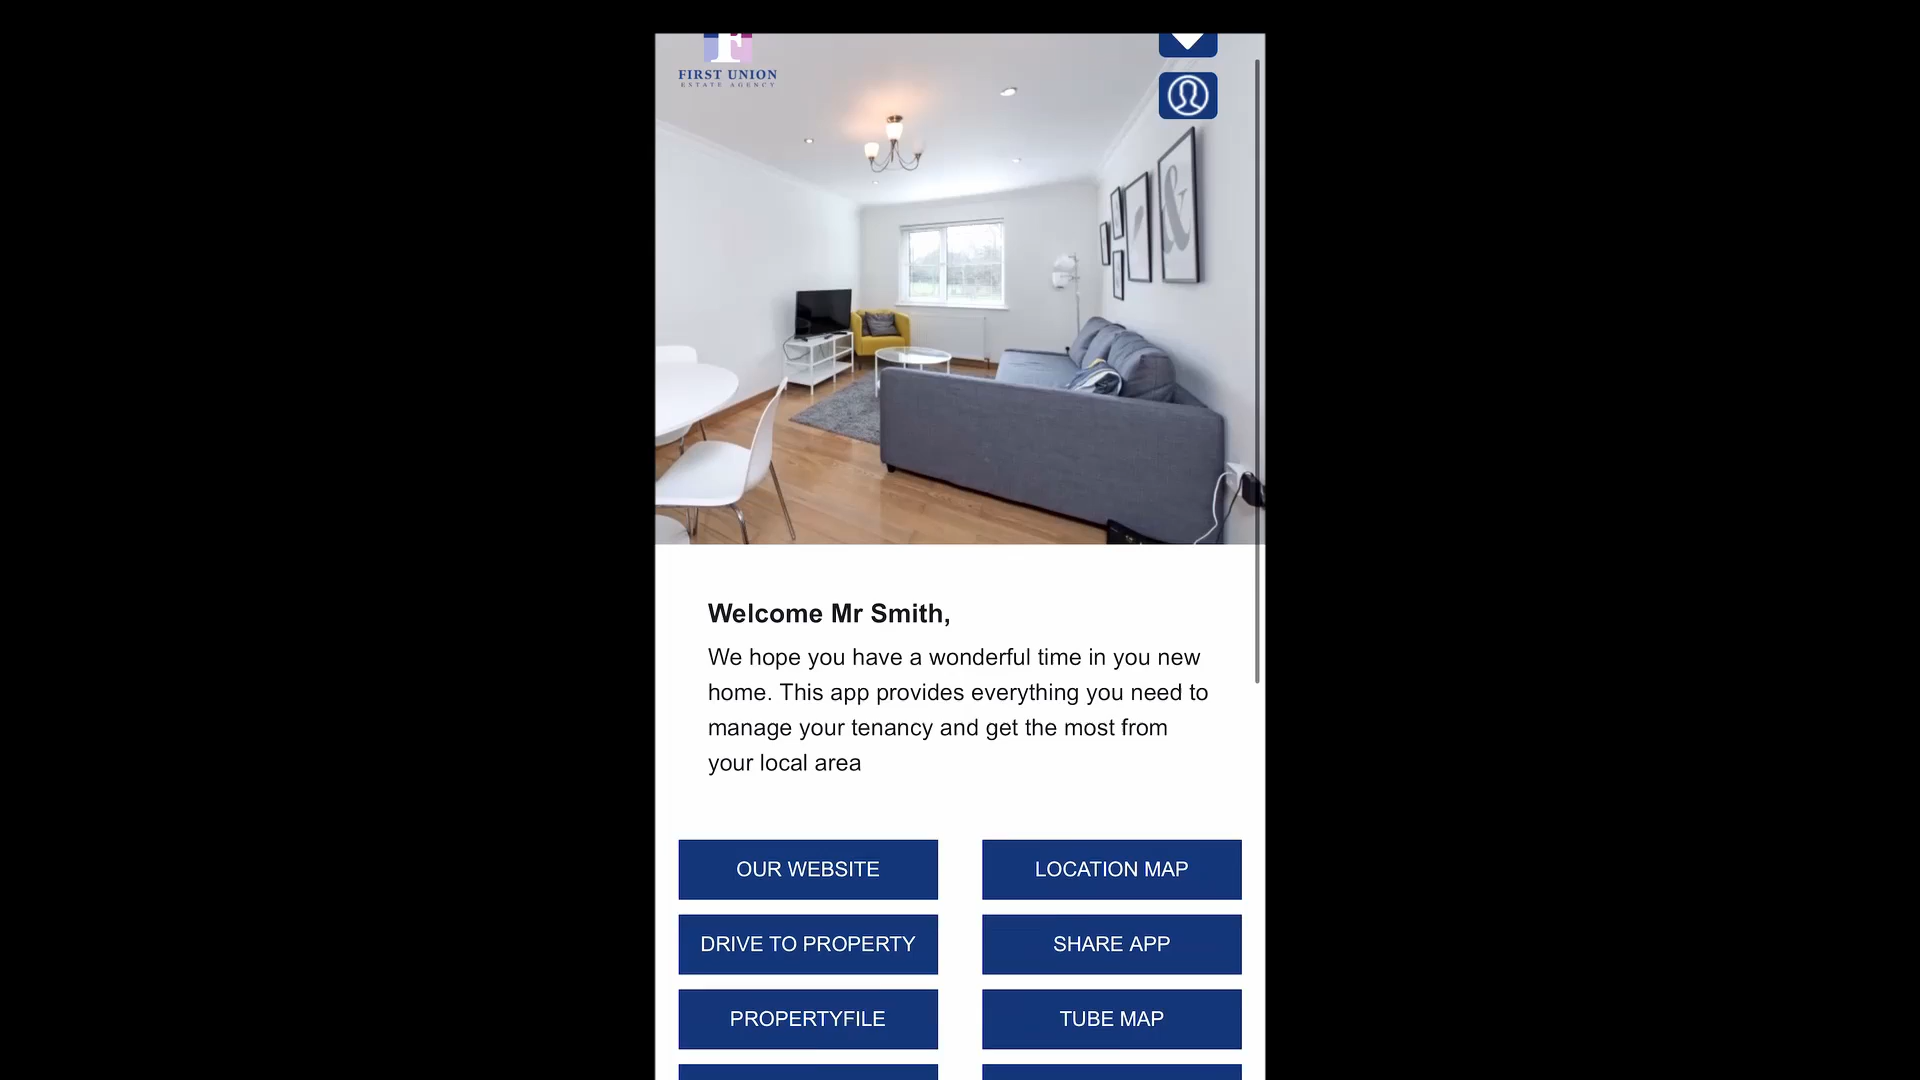 F
FIRST UNION
ESTATE AGENCY
&
Welcome Mr Smith,
We hope you have a wonderful time in you new
home. This app provides everything you need to
manage your tenancy and get the most from
your local area
OUR WEBSITE
LOCATION MAP
DRIVE TO PROPERTY
SHARE APP
PROPERTYFILE
TUBE MAP